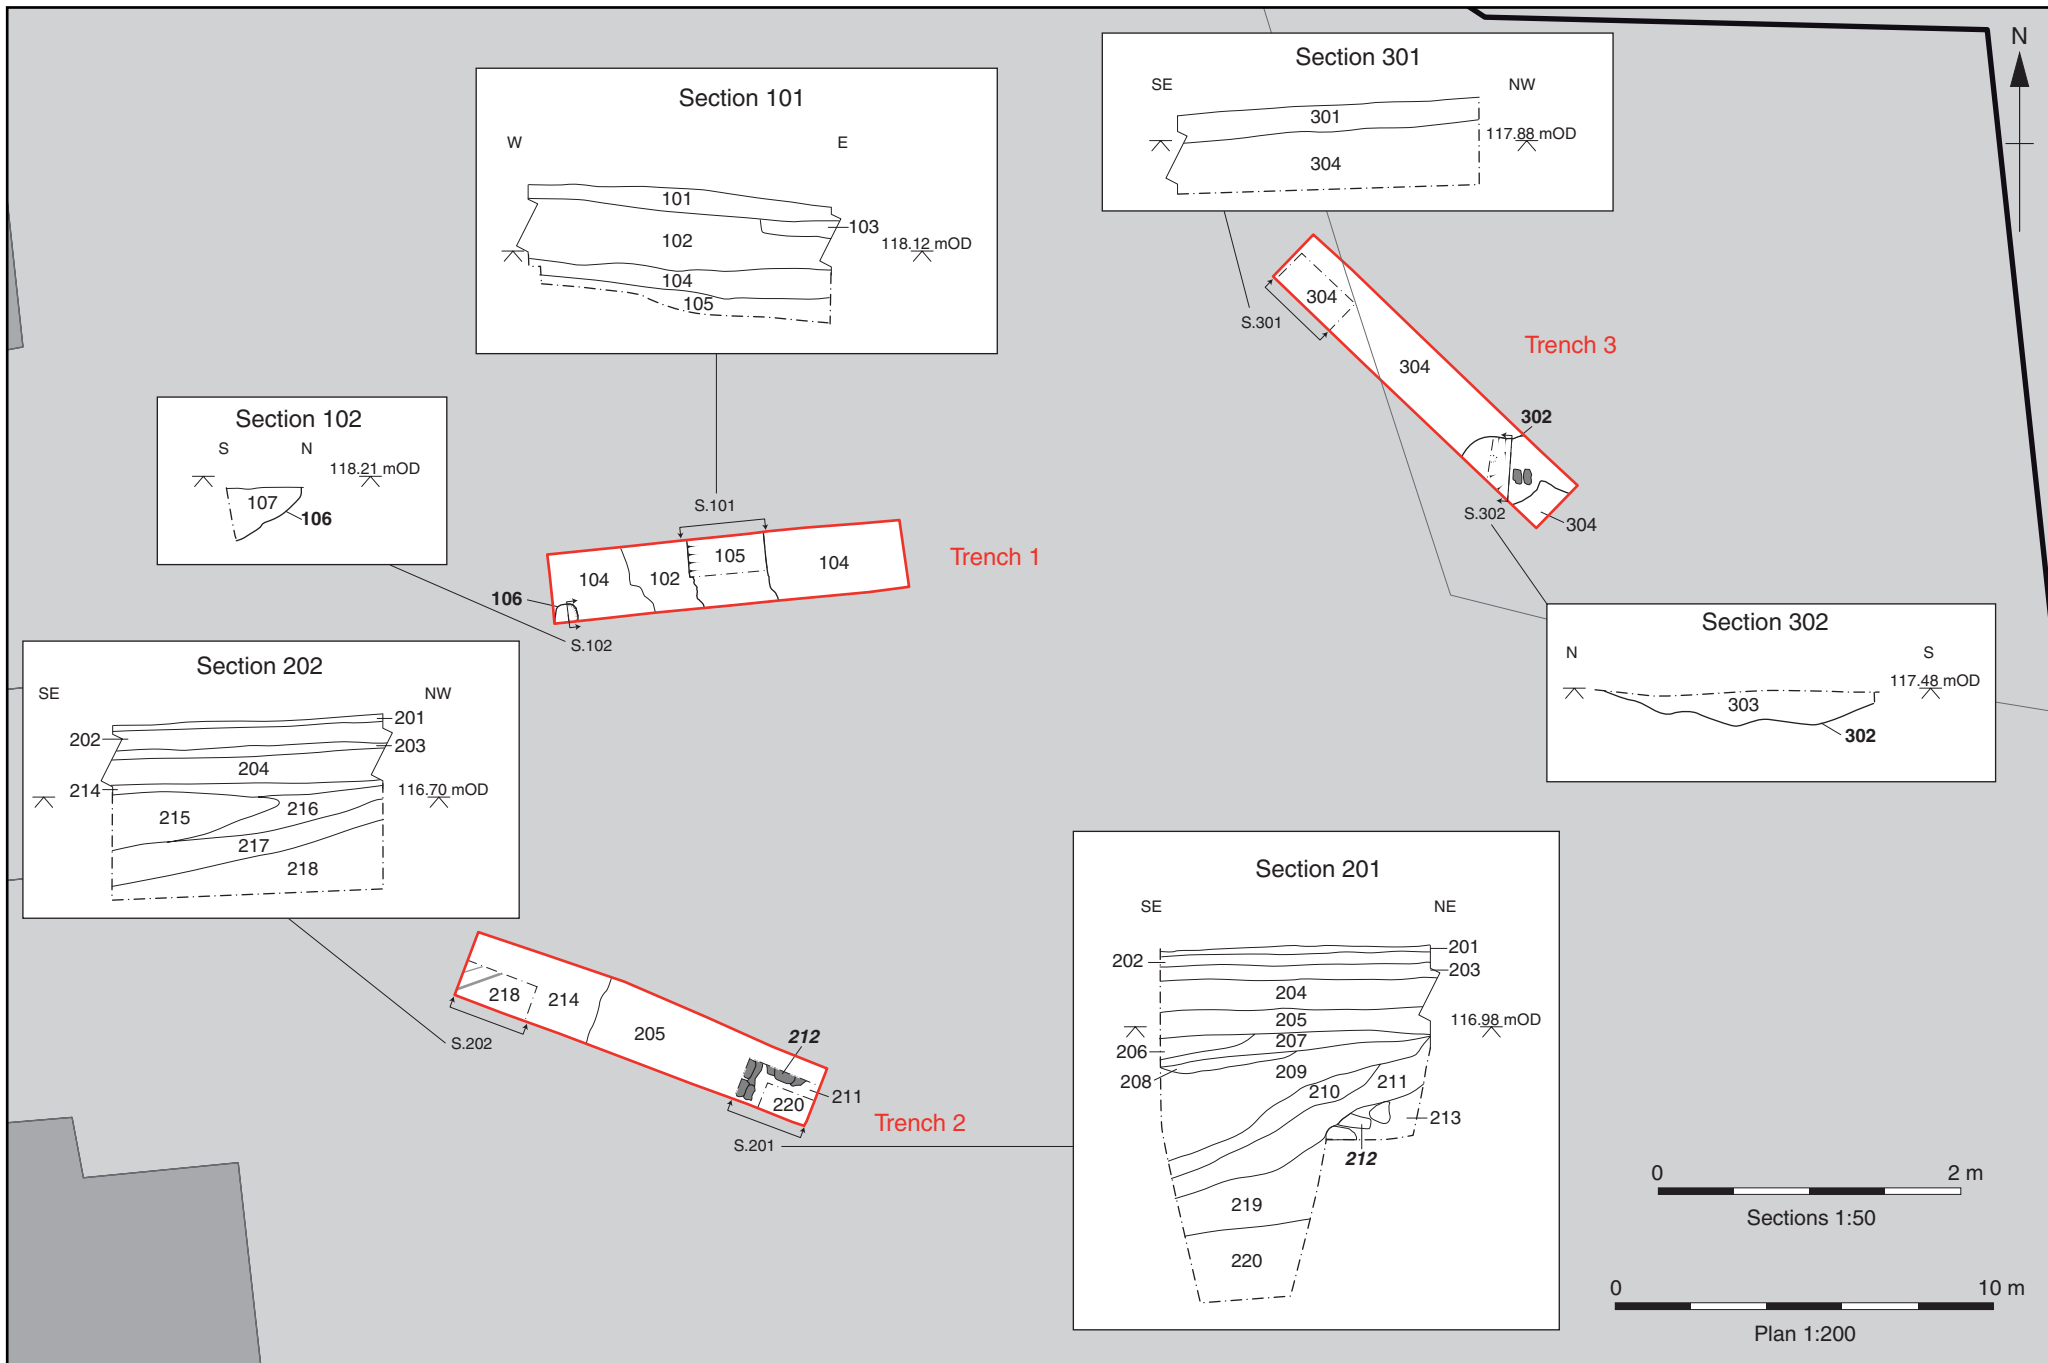 Section 101
W
E
101
103
102
118.12 mOD
104
105
Section 301
SE
NW
301
117.88 mOD
304
N
Section 102
S
N
118.21 mOD
107
106
S.301
304
Trench 3
304
302
S.302
304
S.101
105
104
102
104
Trench 1
106
S.102
Section 202
SE
NW
201
202
203
204
214
116.70 mOD
215
216
217
218
Section 302
N
S
117.48 mOD
303
302
Section 201
SE
NE
201
202
203
204
205
116.98 mOD
206
207
208
209
210
211
213
212
219
220
218
214
205
S.202
212
211
220
Trench 2
S.201
0
2 m
Sections 1:50
0
10 m
Plan 1:200